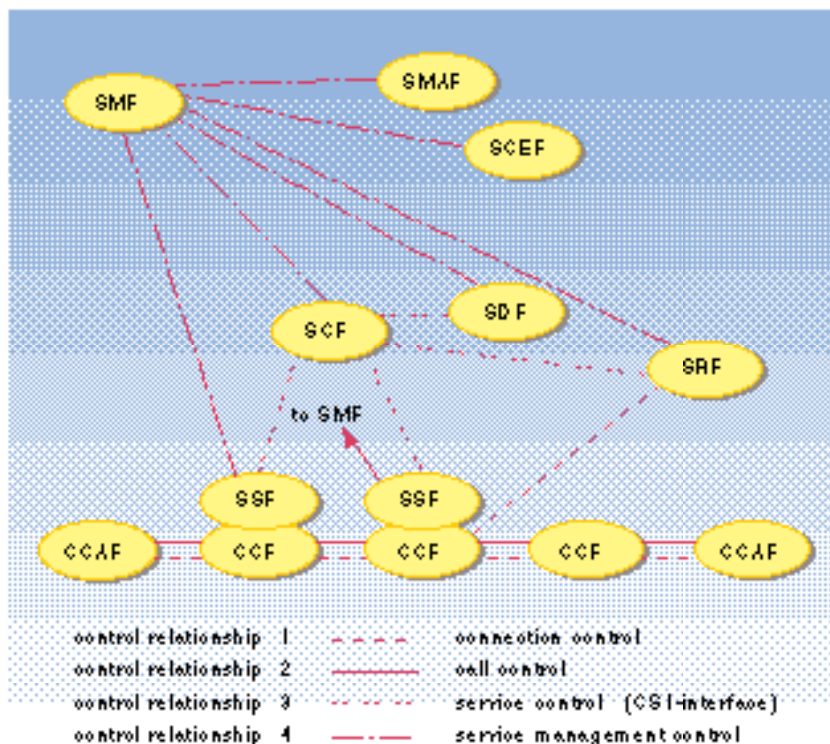 SMF
SMAF
SCEF
SCF
SDF
SRF
to SMF
SSF
SSF
CCAF
CCF
CCF
CCF
CCAF
control relationship 1 connection control
control relationship 2 call control
control relationship 3 service control (CS1-interface)
control relationship 4 service management control